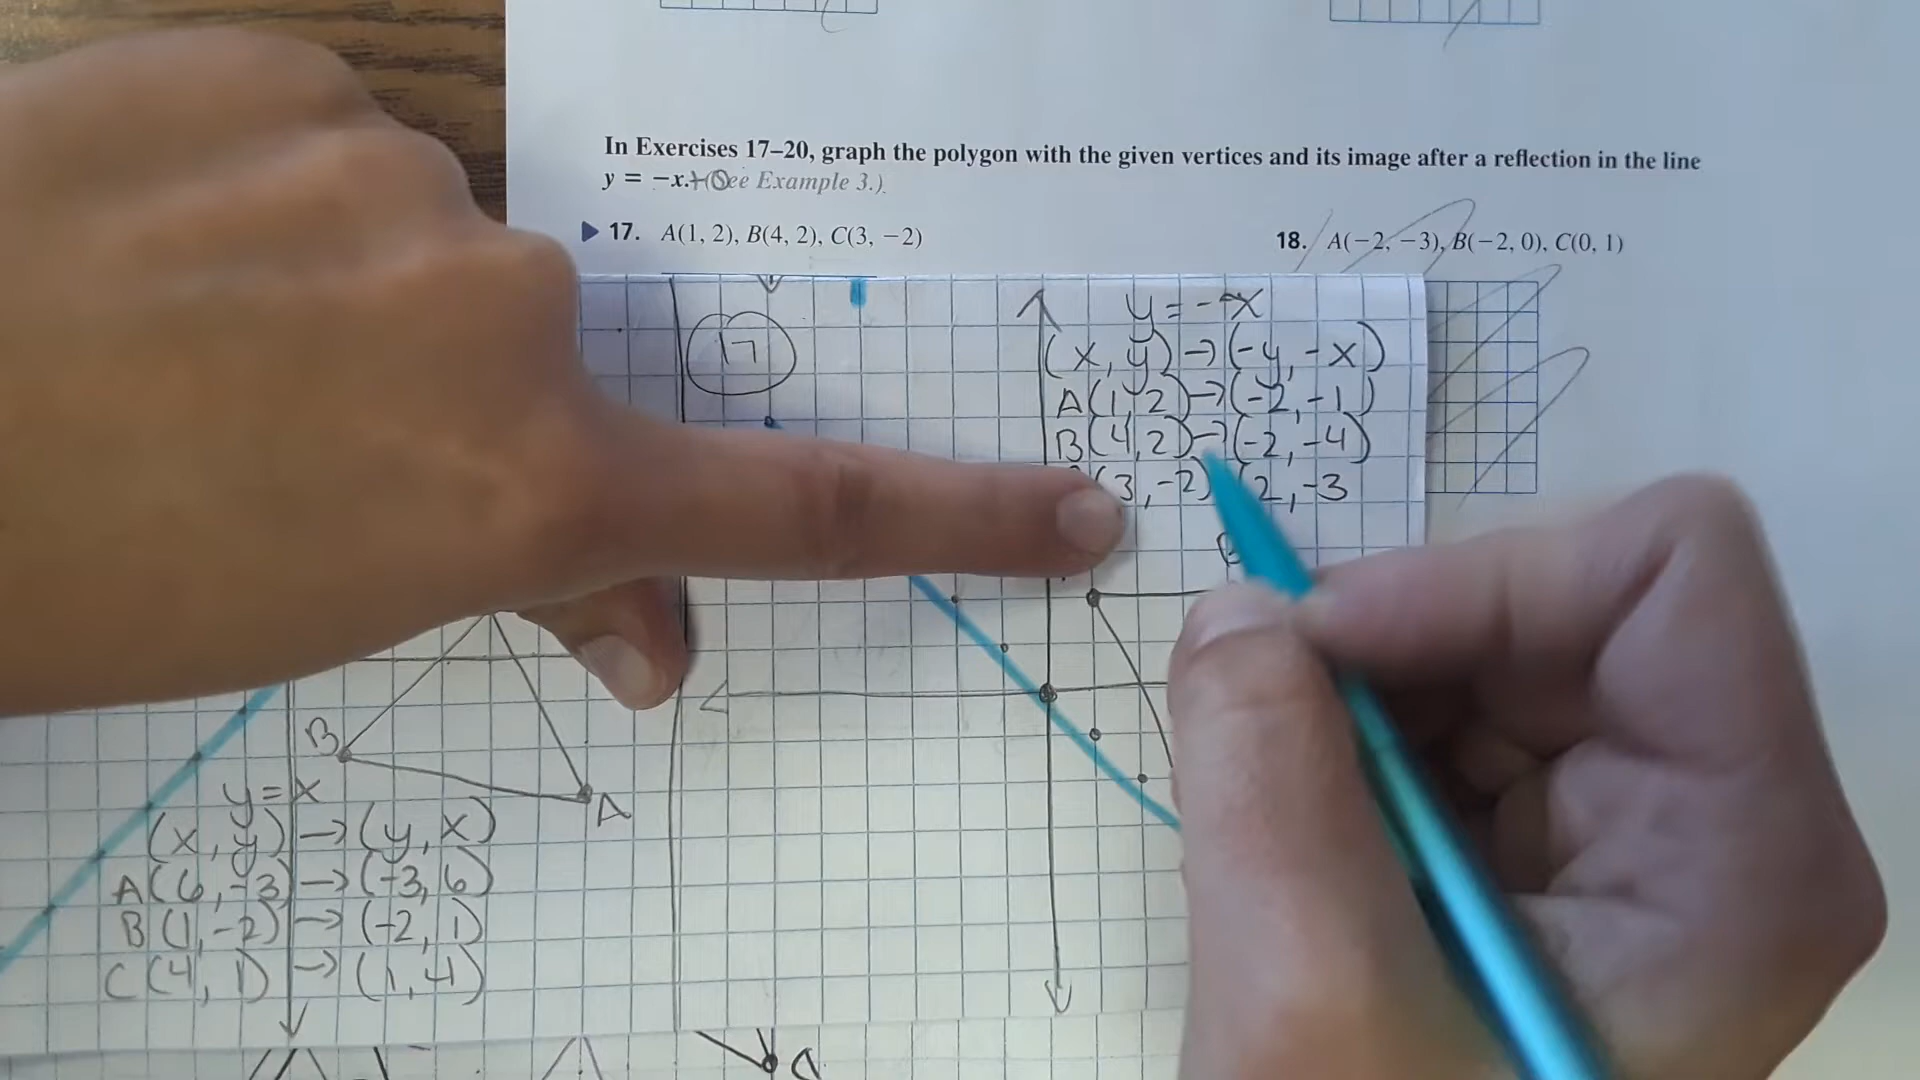 In Exercises 17–20, graph the polygon with the given vertices and its image after a reflection in the line
y = −x. (See Example 3.)
17. A(1, 2), B(4, 2), C(3, −2)
18. A(−2, −3), B(−2, 0), C(0, 1)
17
y = -x
(x, y) → (-y, -x)
A(1, 2) → (-2, -1)
B(4, 2) → (-2, -4)
(3, -2) (2, -3
B
A
y = x
(x, y) → (y, x)
A(6, -3) → (-3, 6)
B(1, -2) → (-2, 1)
C(4, 1) → (1, 4)